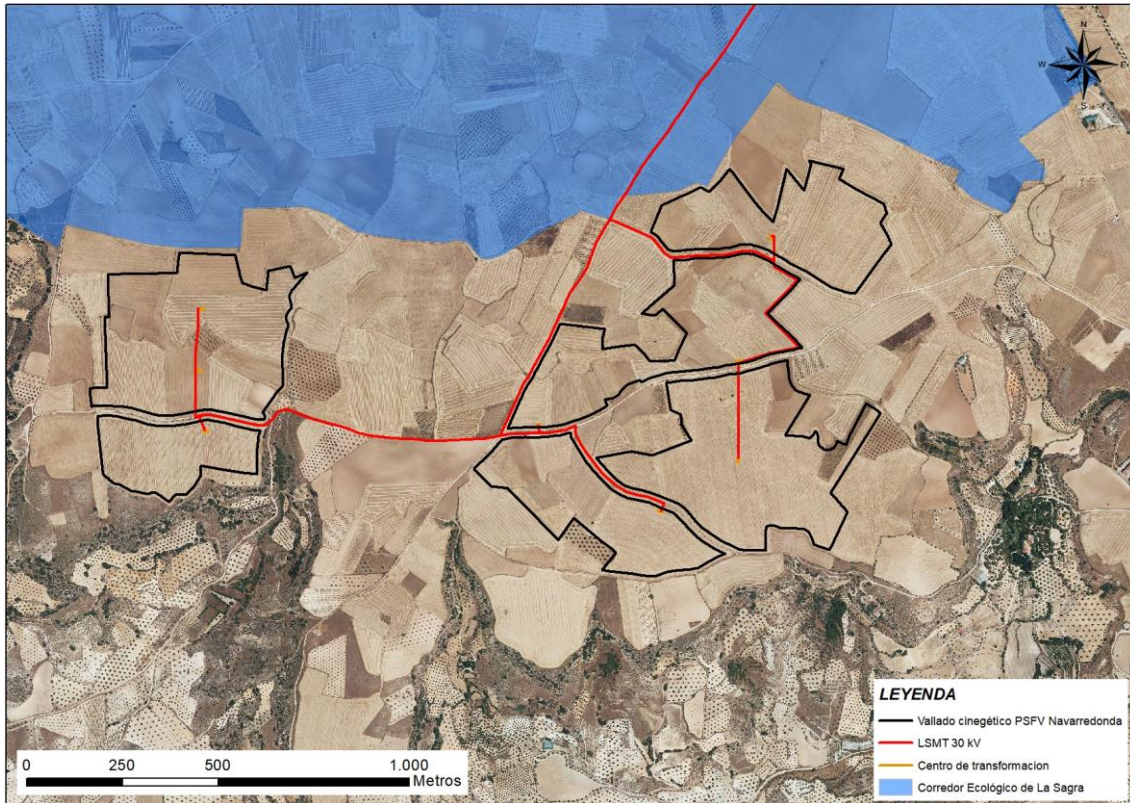 N
W E
S
LEYENDA
Vallado cinegético PSFV Navarredonda
LSMT 30 kV
Centro de transformacion
Corredor Ecológico de La Sagra
0 250 500 1.000
Metros